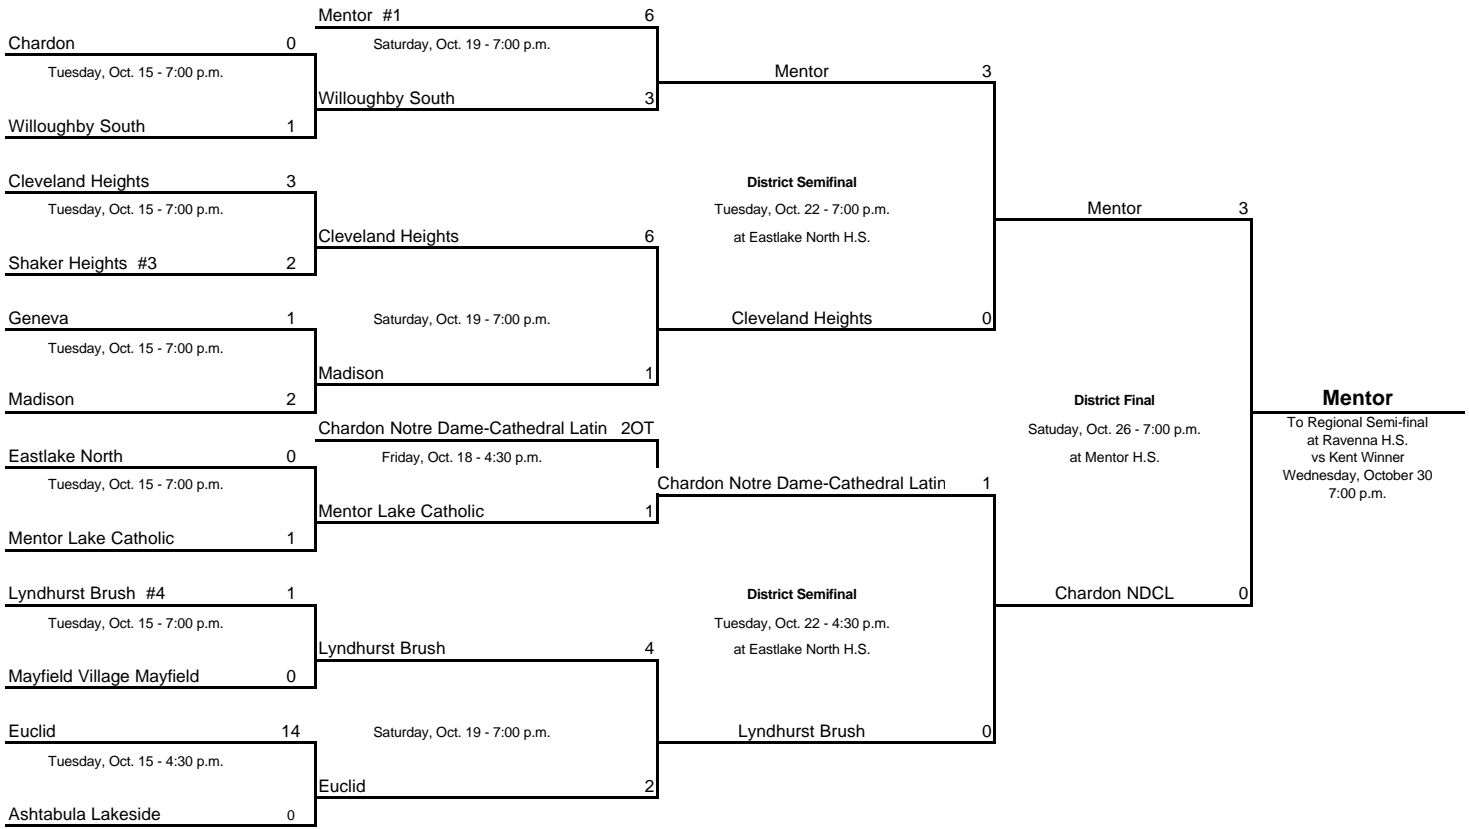 Chardon 0
Tuesday, Oct. 15 - 7:00 p.m.
Willoughby South 1
Cleveland Heights 3
Tuesday, Oct. 15 - 7:00 p.m.
Shaker Heights #3 2
Geneva 1
Tuesday, Oct. 15 - 7:00 p.m.
Madison 2
Eastlake North 0
Tuesday, Oct. 15 - 7:00 p.m.
Mentor Lake Catholic 1
Lyndhurst Brush #4 1
Tuesday, Oct. 15 - 7:00 p.m.
Mayfield Village Mayfield 0
Euclid 14
Tuesday, Oct. 15 - 4:30 p.m.
Ashtabula Lakeside 0
Mentor #1 6
Saturday, Oct. 19 - 7:00 p.m.
Willoughby South 3
Cleveland Heights 6
Saturday, Oct. 19 - 7:00 p.m.
Madison 1
Chardon Notre Dame-Cathedral Latin 2OT
Friday, Oct. 18 - 4:30 p.m.
Mentor Lake Catholic 1
Lyndhurst Brush 4
Saturday, Oct. 19 - 7:00 p.m.
Euclid 2
Mentor 3
District Semifinal
Tuesday, Oct. 22 - 7:00 p.m.
at Eastlake North H.S.
Cleveland Heights 0
Chardon Notre Dame-Cathedral Latin 1
District Semifinal
Tuesday, Oct. 22 - 4:30 p.m.
at Eastlake North H.S.
Lyndhurst Brush 0
Mentor 3
District Final
Satuday, Oct. 26 - 7:00 p.m.
at Mentor H.S.
Chardon NDCL 0
Mentor
To Regional Semi-final
at Ravenna H.S.
vs Kent Winner
Wednesday, October 30
7:00 p.m.